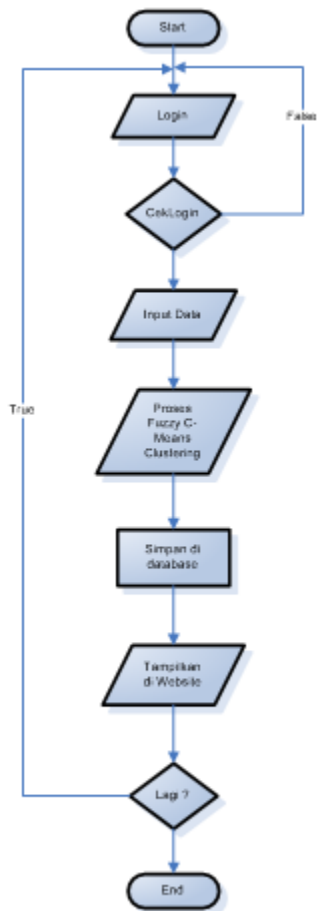 Start
Login
False
CekLogin
Input Data
True
Proses
Fuzzy C-
Means
Clustering
Simpan di
database
Tampilkan
di Website
Lagi ?
End